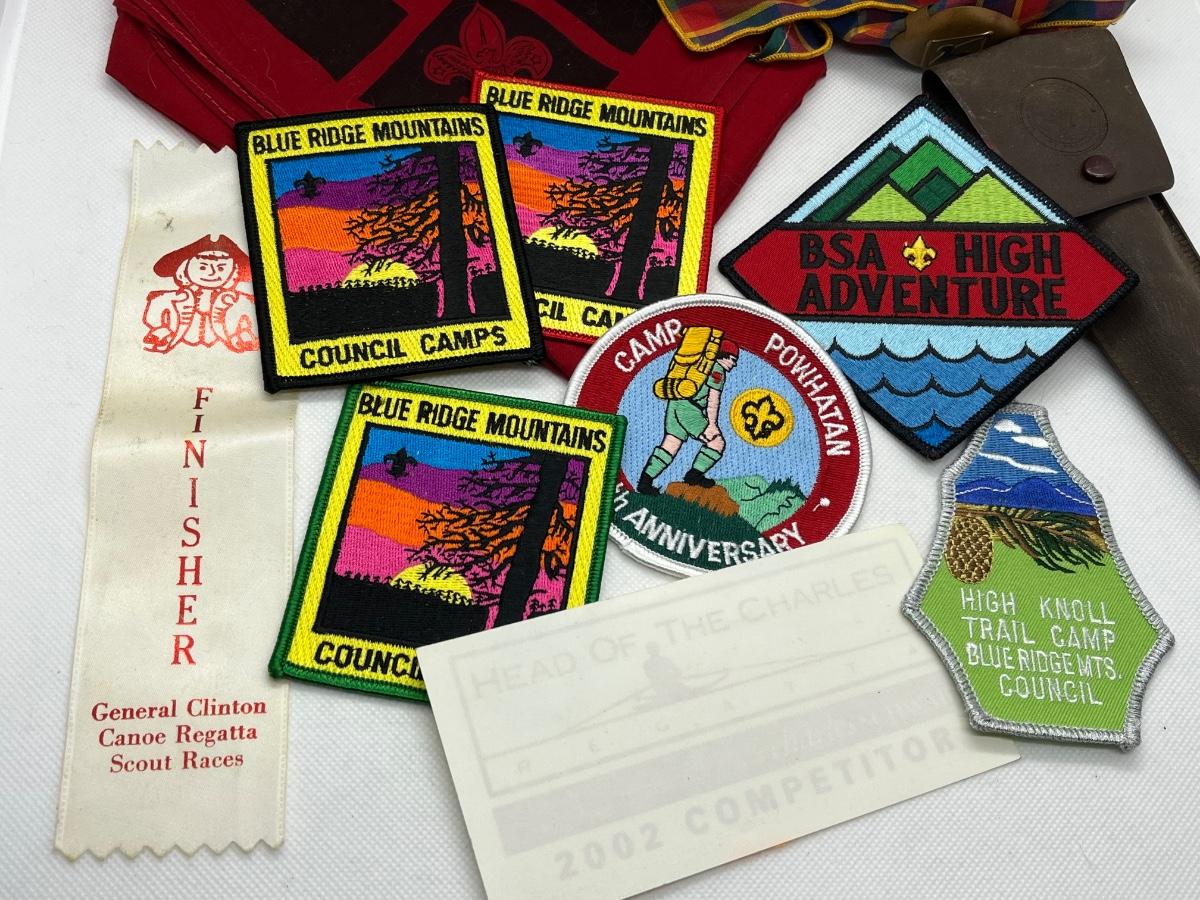 BLUE RIDGE MOUNTAINS
COUNCIL CAMPS
BLUE RIDGE MOUNTAINS
CIL CAM
BSA HIGH
ADVENTURE
CAMP POWHATAN
th ANNIVERSARY
BLUE RIDGE MOUNTAINS
COUNCI
FINISHER
General Clinton
Canoe Regatta
Scout Races
HIGH KNOLL
TRAIL CAMP
BLUE RIDGE MTS.
COUNCIL
HEAD OF THE CHARLES
2002 COMPETITOR